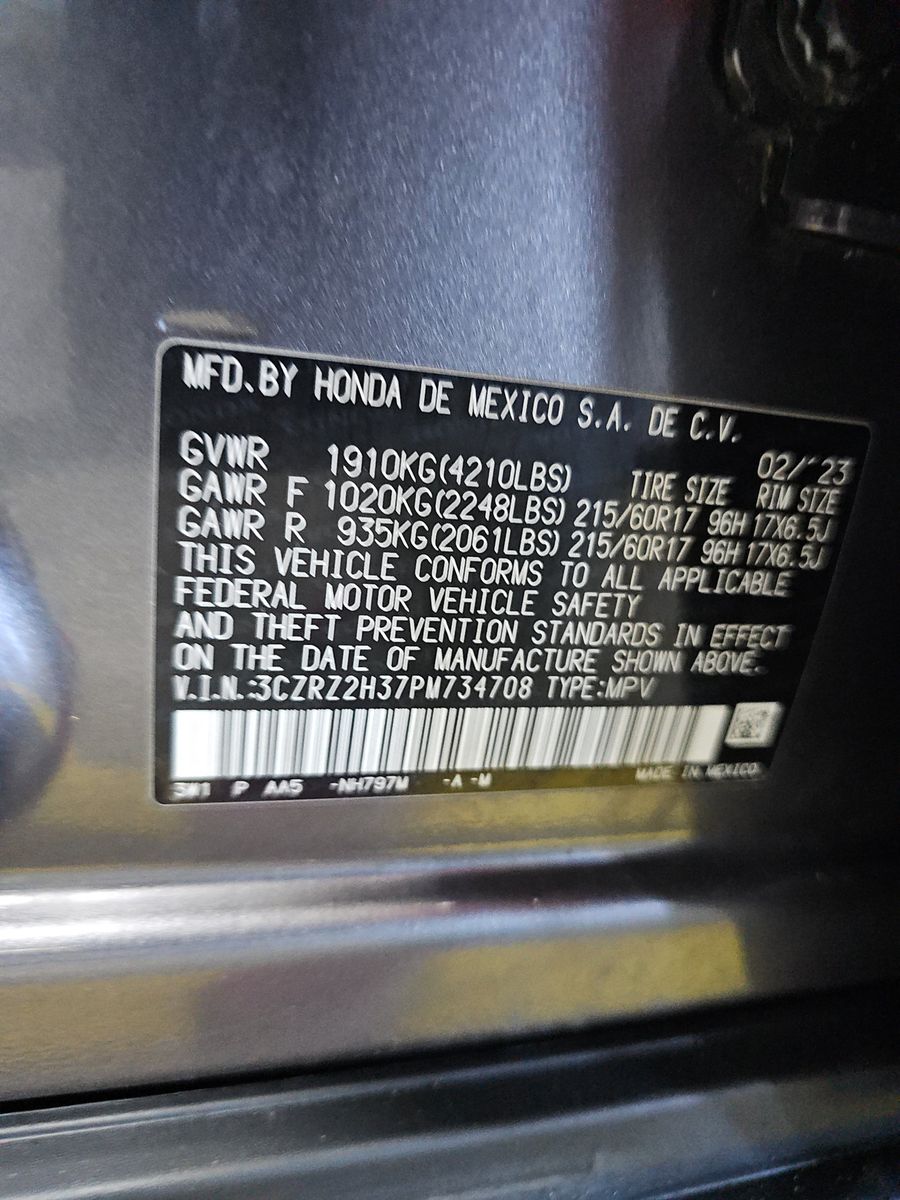 MFD.BY HONDA DE MEXICO S.A. DE C.V.
02/'23
GVWR 1910KG(4210LBS) TIRE SIZE RIM SIZE
GAWR F 1020KG(2248LBS) 215/60R17 96H 17X6.5J
GAWR R 935KG(2061LBS) 215/60R17 96H 17X6.5J
THIS VEHICLE CONFORMS TO ALL APPLICABLE
FEDERAL MOTOR VEHICLE SAFETY
AND THEFT PREVENTION STANDARDS IN EFFECT
ON THE DATE OF MANUFACTURE SHOWN ABOVE.
V.I.N.:3CZRZ2H37PM734708 TYPE:MPV
P AA5 -NH797M -A -M MADE IN MEXICO